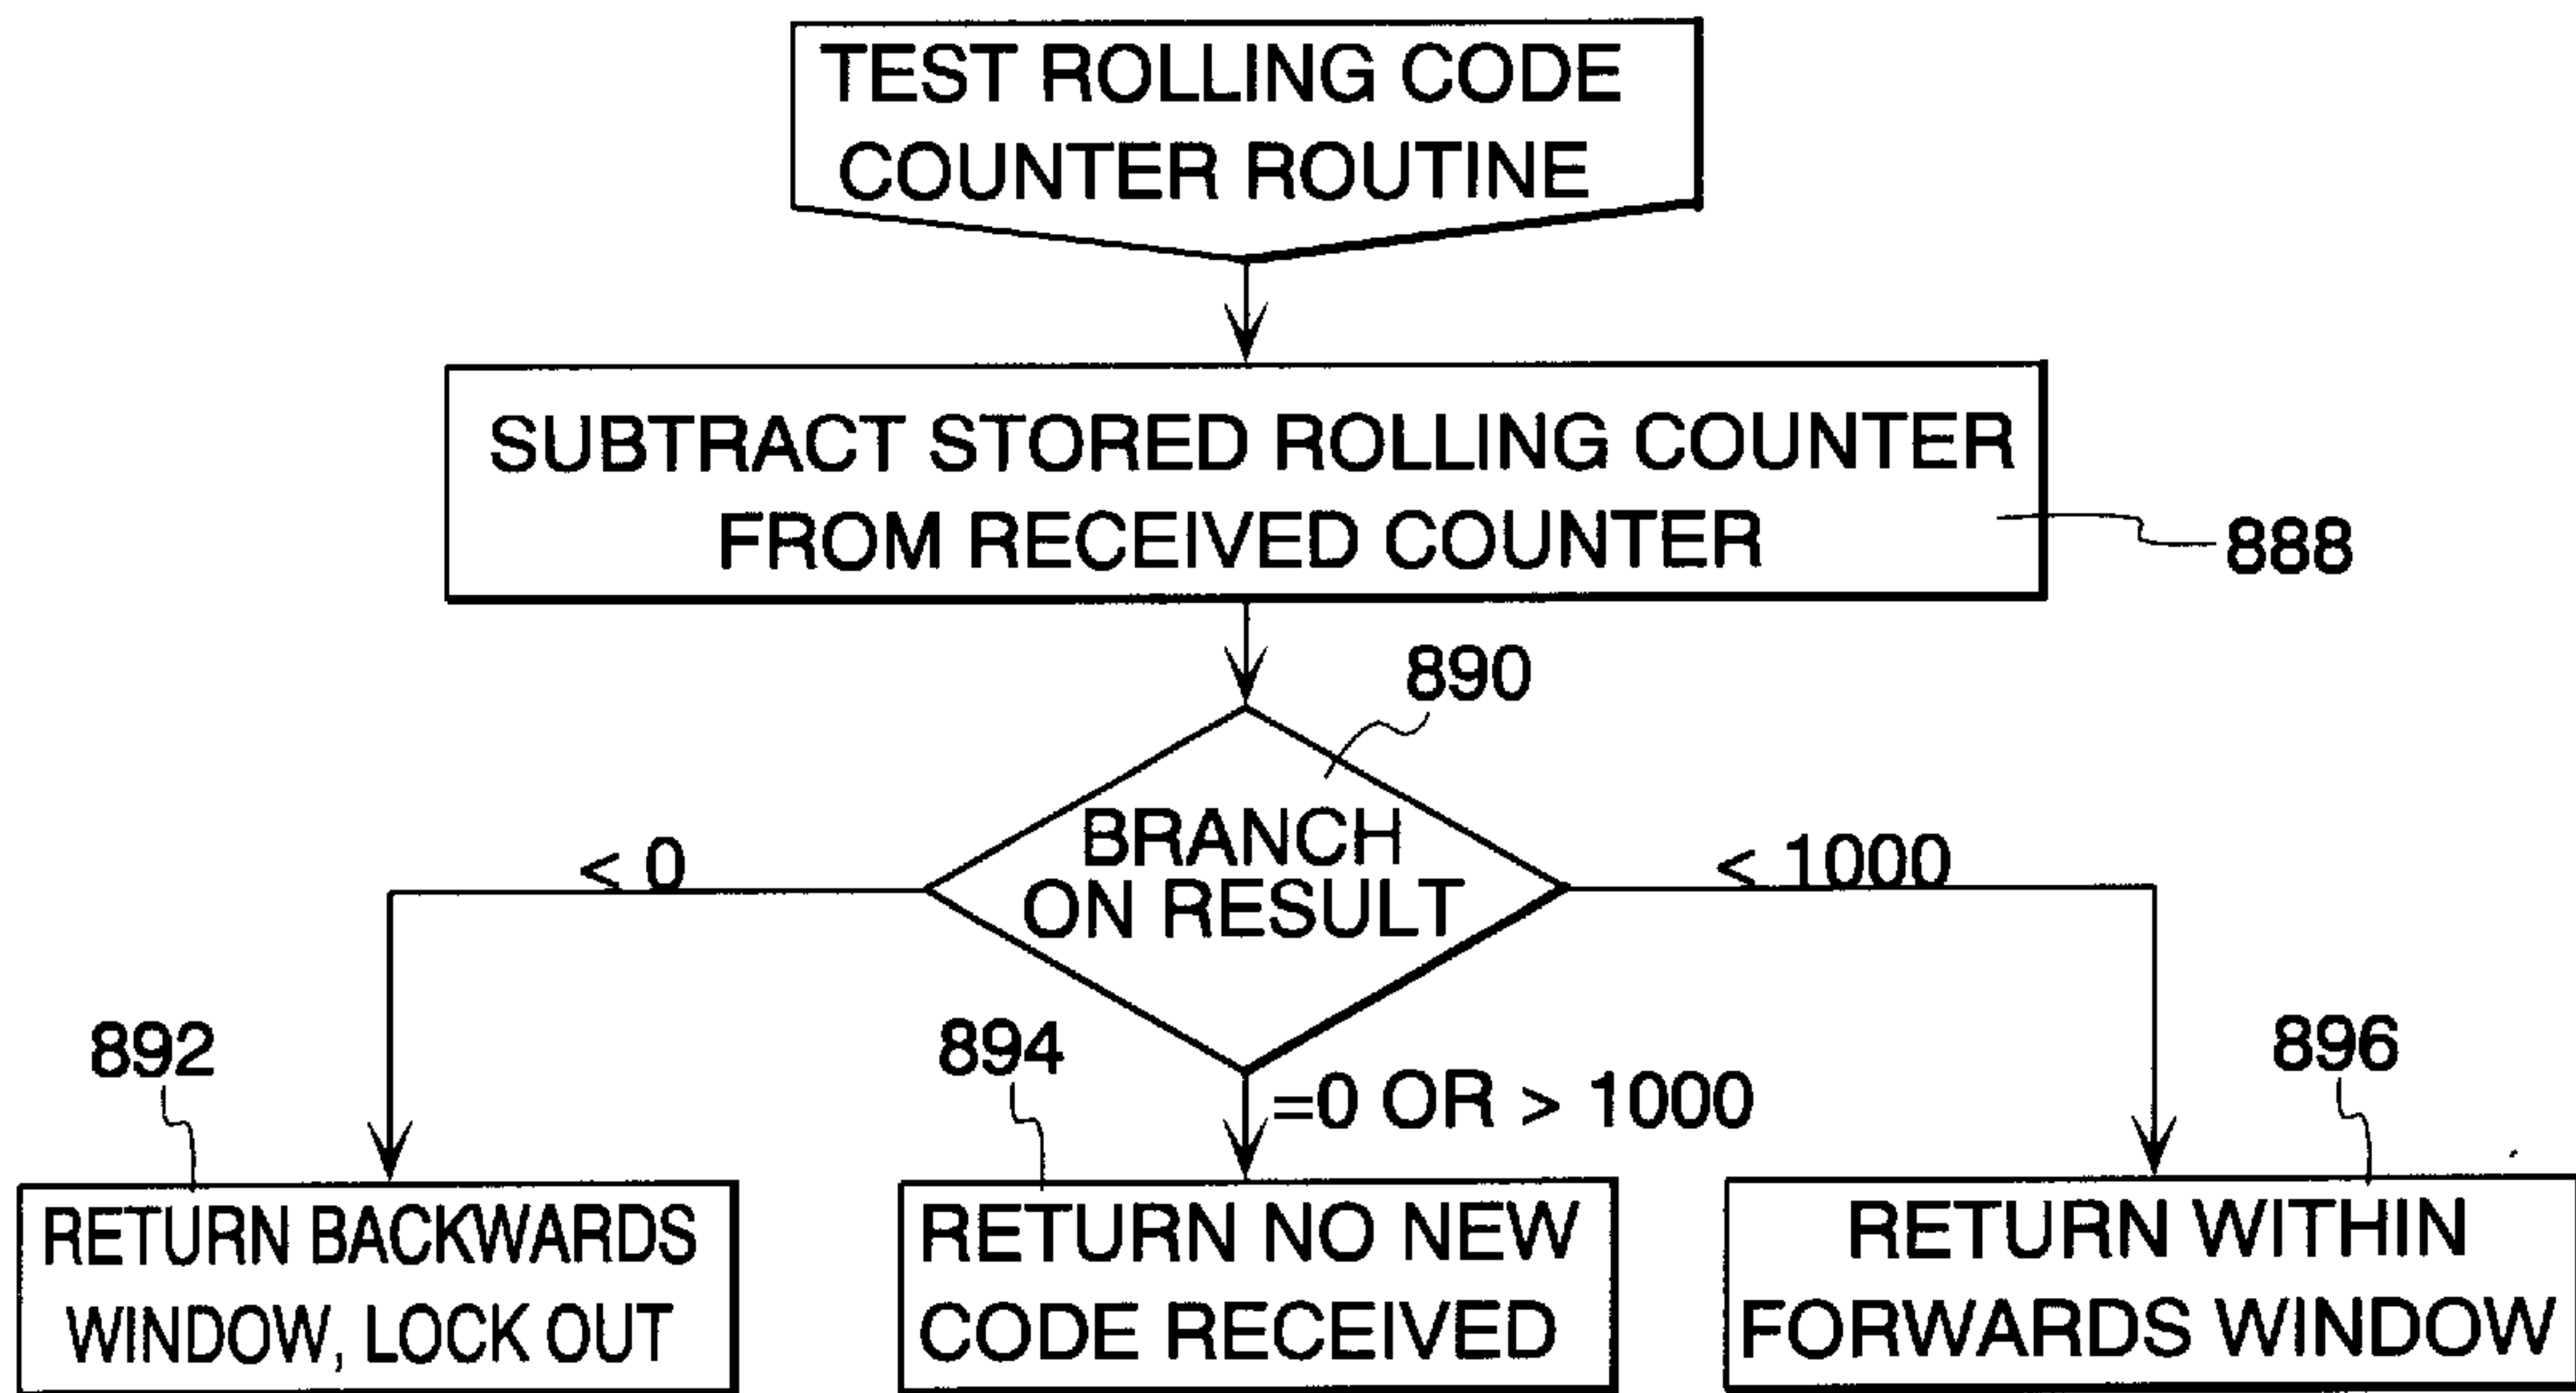 TEST ROLLING CODE
COUNTER ROUTINE
SUBTRACT STORED ROLLING COUNTER
FROM RECEIVED COUNTER
888
890
BRANCH
ON RESULT
< 0
< 1000
=0 OR > 1000
892
894
896
RETURN BACKWARDS
WINDOW, LOCK OUT
RETURN NO NEW
CODE RECEIVED
RETURN WITHIN
FORWARDS WINDOW